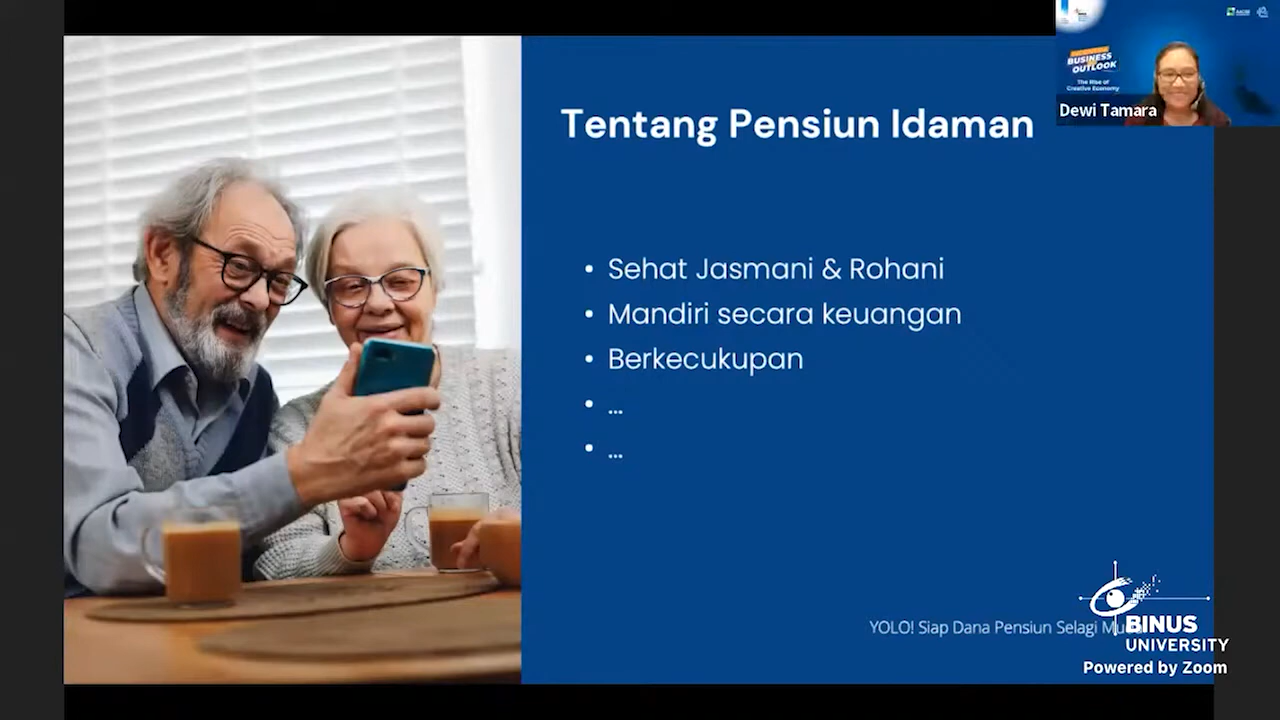 Tentang Pensiun Idaman
• Sehat Jasmani & Rohani
• Mandiri secara keuangan
• Berkecukupan
• ...
• ...
YOLO! Siap Dana Pensiun Selagi
BUSINESS
OUTLOOK
The Rise of
Creative Economy
Dewi Tamara
BINUS
UNIVERSITY
Powered by Zoom